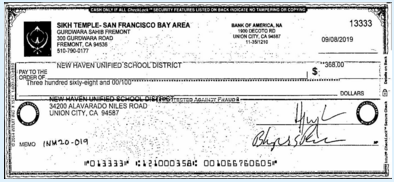 CASH ONLY IF ALL CheckLock™ SECURITY FEATURES LISTED ON BACK INDICATE NO TAMPERING OR COPYING
SIKH TEMPLE- SAN FRANCISCO BAY AREA
GURDWARA SAHIB FREMONT
300 GURDWARA ROAD
FREMONT, CA 94536
510-790-0177
BANK OF AMERICA, NA
1900 DECOTO RD
UNION CITY, CA 94587
11-35/1210
13333
09/08/2019
PAY TO THE ORDER OF
NEW HAVEN UNIFIED SCHOOL DISTRICT
$ *368.00
Three hundred sixty-eight and 00/100
DOLLARS
NEW HAVEN UNIFIED SCHOOL DISTRICT
PROTECTED AGAINST FRAUD
34200 ALAVARADO NILES ROAD
UNION CITY, CA 94587
MEMO INV20-019
⑈013333⑈ ⑆121000358⑆ 001066760605⑈